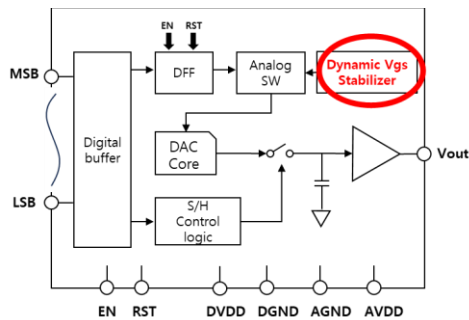 EN RST
MSB
DFF
Analog
SW
Dynamic Vgs
Stabilizer
Digital
buffer
DAC
Core
Vout
LSB
S/H
Control
logic
EN RST DVDD DGND AGND AVDD